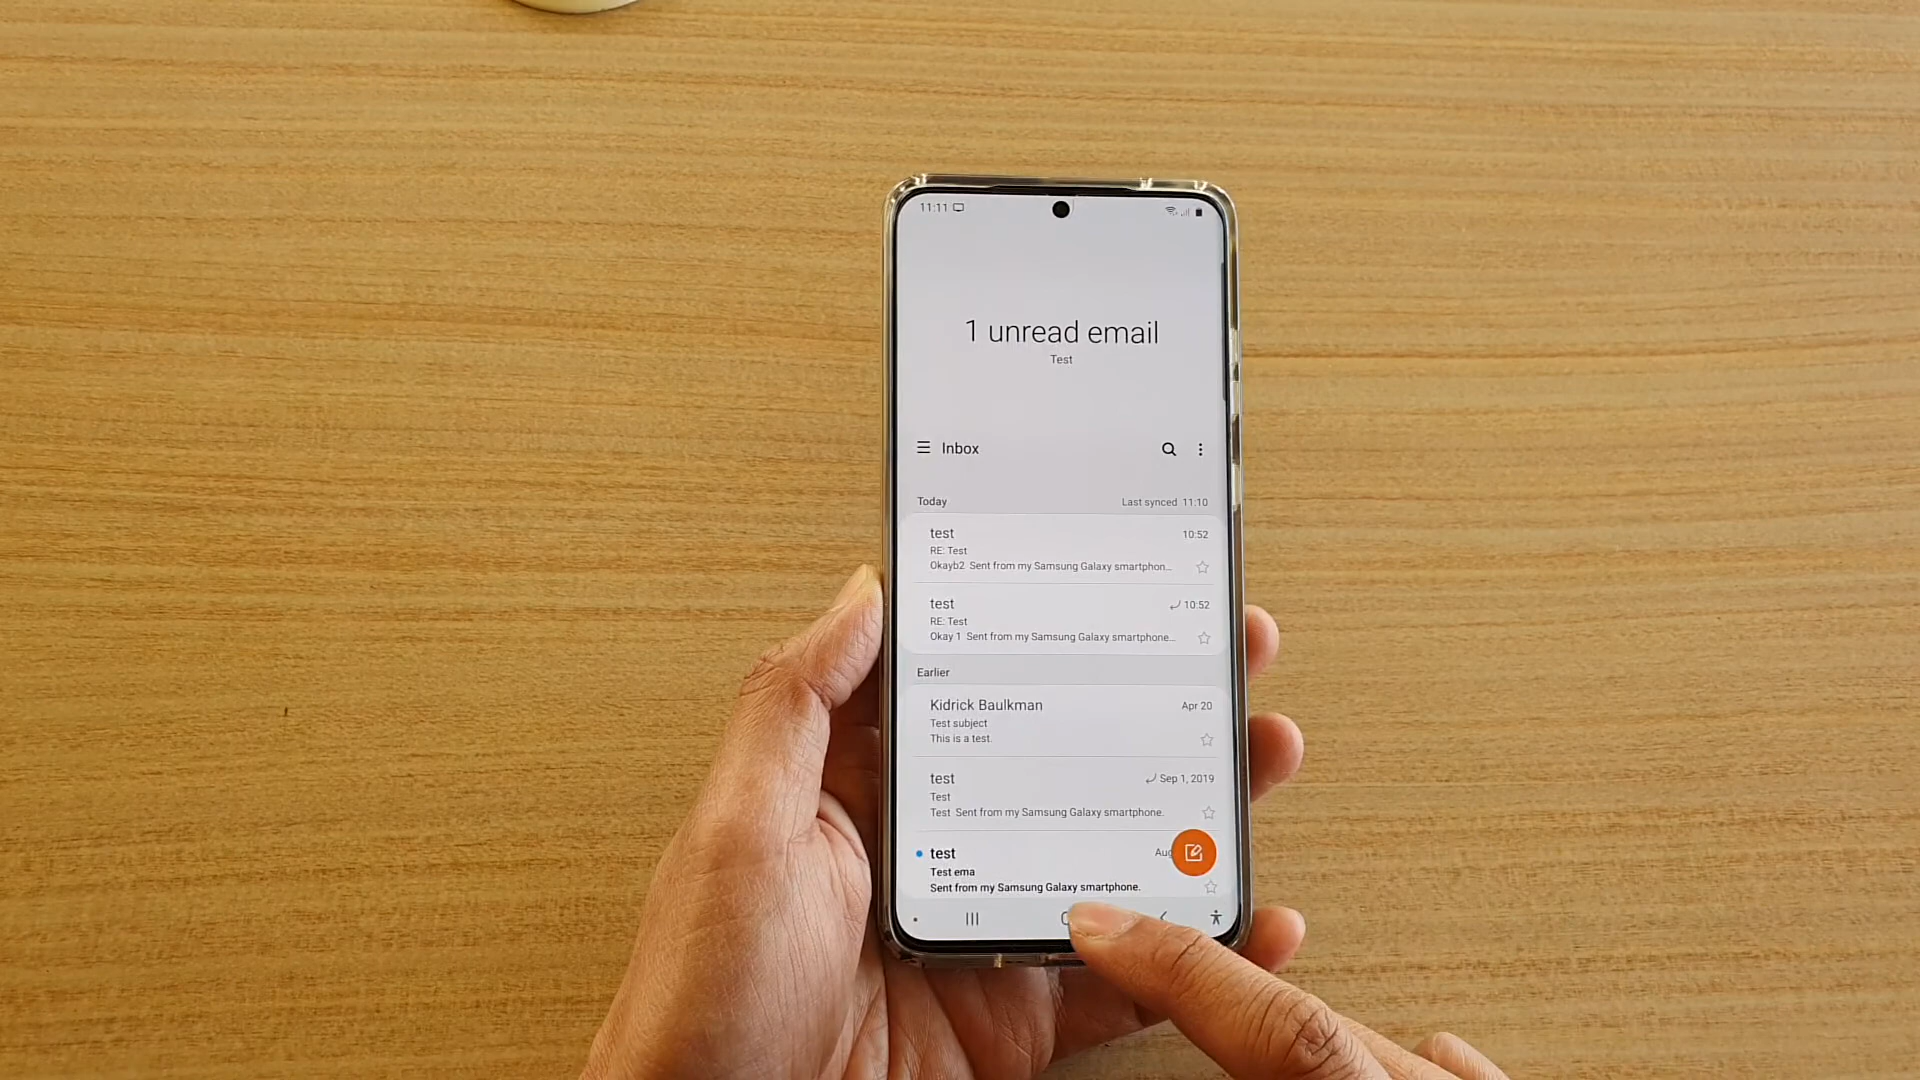 11:11
1 unread email
Test
Inbox
Today Last synced 11:10
test 10:52
RE: Test
Okayb2 Sent from my Samsung Galaxy smartphon...
test 10:52
RE: Test
Okay 1 Sent from my Samsung Galaxy smartphone...
Earlier
Kidrick Baulkman Apr 20
Test subject
This is a test.
test Sep 1, 2019
Test
Test Sent from my Samsung Galaxy smartphone.
test Aug
Test ema
Sent from my Samsung Galaxy smartphone.